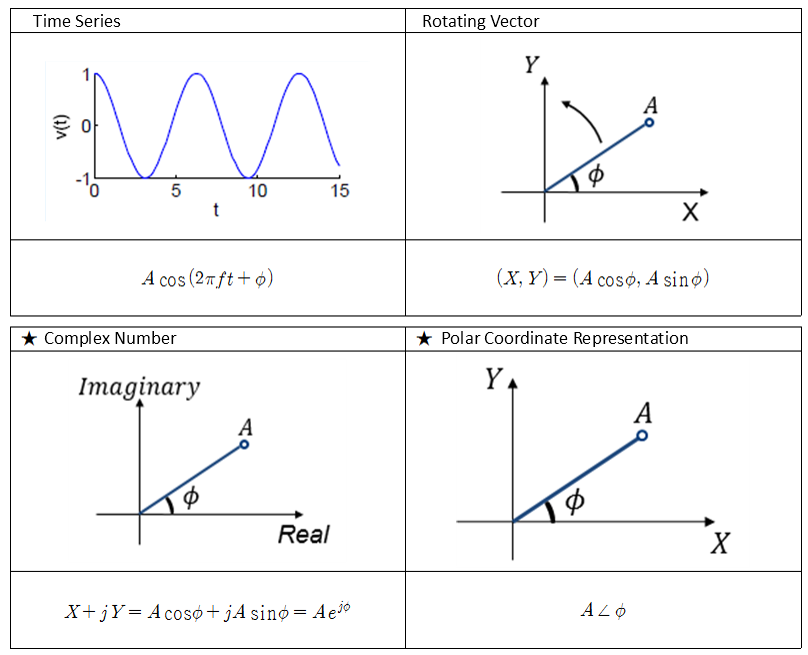 Time Series
Rotating Vector
v(t)
1
0
-1
0
5
10
15
t
Y
A
ϕ
X
A cos(2πft + ϕ)
(X, Y) = (A cosϕ, A sinϕ)
★ Complex Number
★ Polar Coordinate Representation
Imaginary
A
ϕ
Real
Y
A
ϕ
X
X + jY = A cosϕ + jA sinϕ = Ae^{jϕ}
A∠ϕ